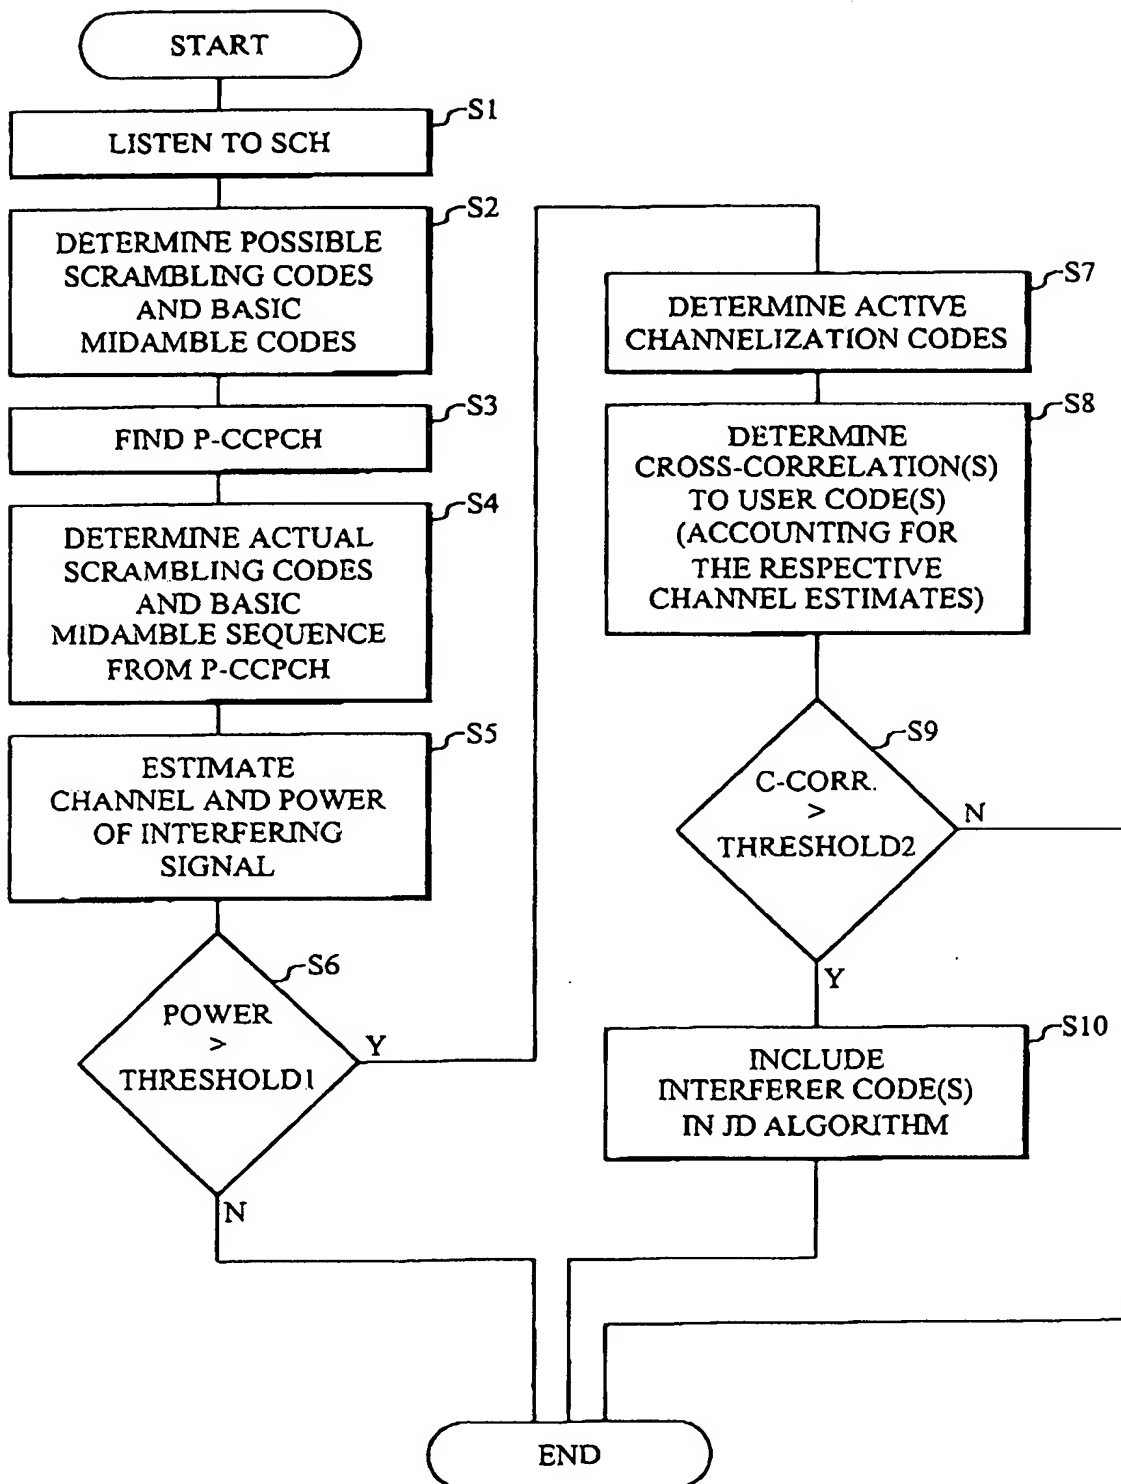 START
S1
LISTEN TO SCH
S2
DETERMINE POSSIBLE
SCRAMBLING CODES
AND BASIC
MIDAMBLE CODES
S3
FIND P-CCPCH
S4
DETERMINE ACTUAL
SCRAMBLING CODES
AND BASIC
MIDAMBLE SEQUENCE
FROM P-CCPCH
S5
ESTIMATE
CHANNEL AND POWER
OF INTERFERING
SIGNAL
S6
POWER
>
THRESHOLD1
Y
N
S7
DETERMINE ACTIVE
CHANNELIZATION CODES
S8
DETERMINE
CROSS-CORRELATION(S)
TO USER CODE(S)
(ACCOUNTING FOR
THE RESPECTIVE
CHANNEL ESTIMATES)
S9
C-CORR.
>
THRESHOLD2
N
Y
S10
INCLUDE
INTERFERER CODE(S)
IN JD ALGORITHM
END